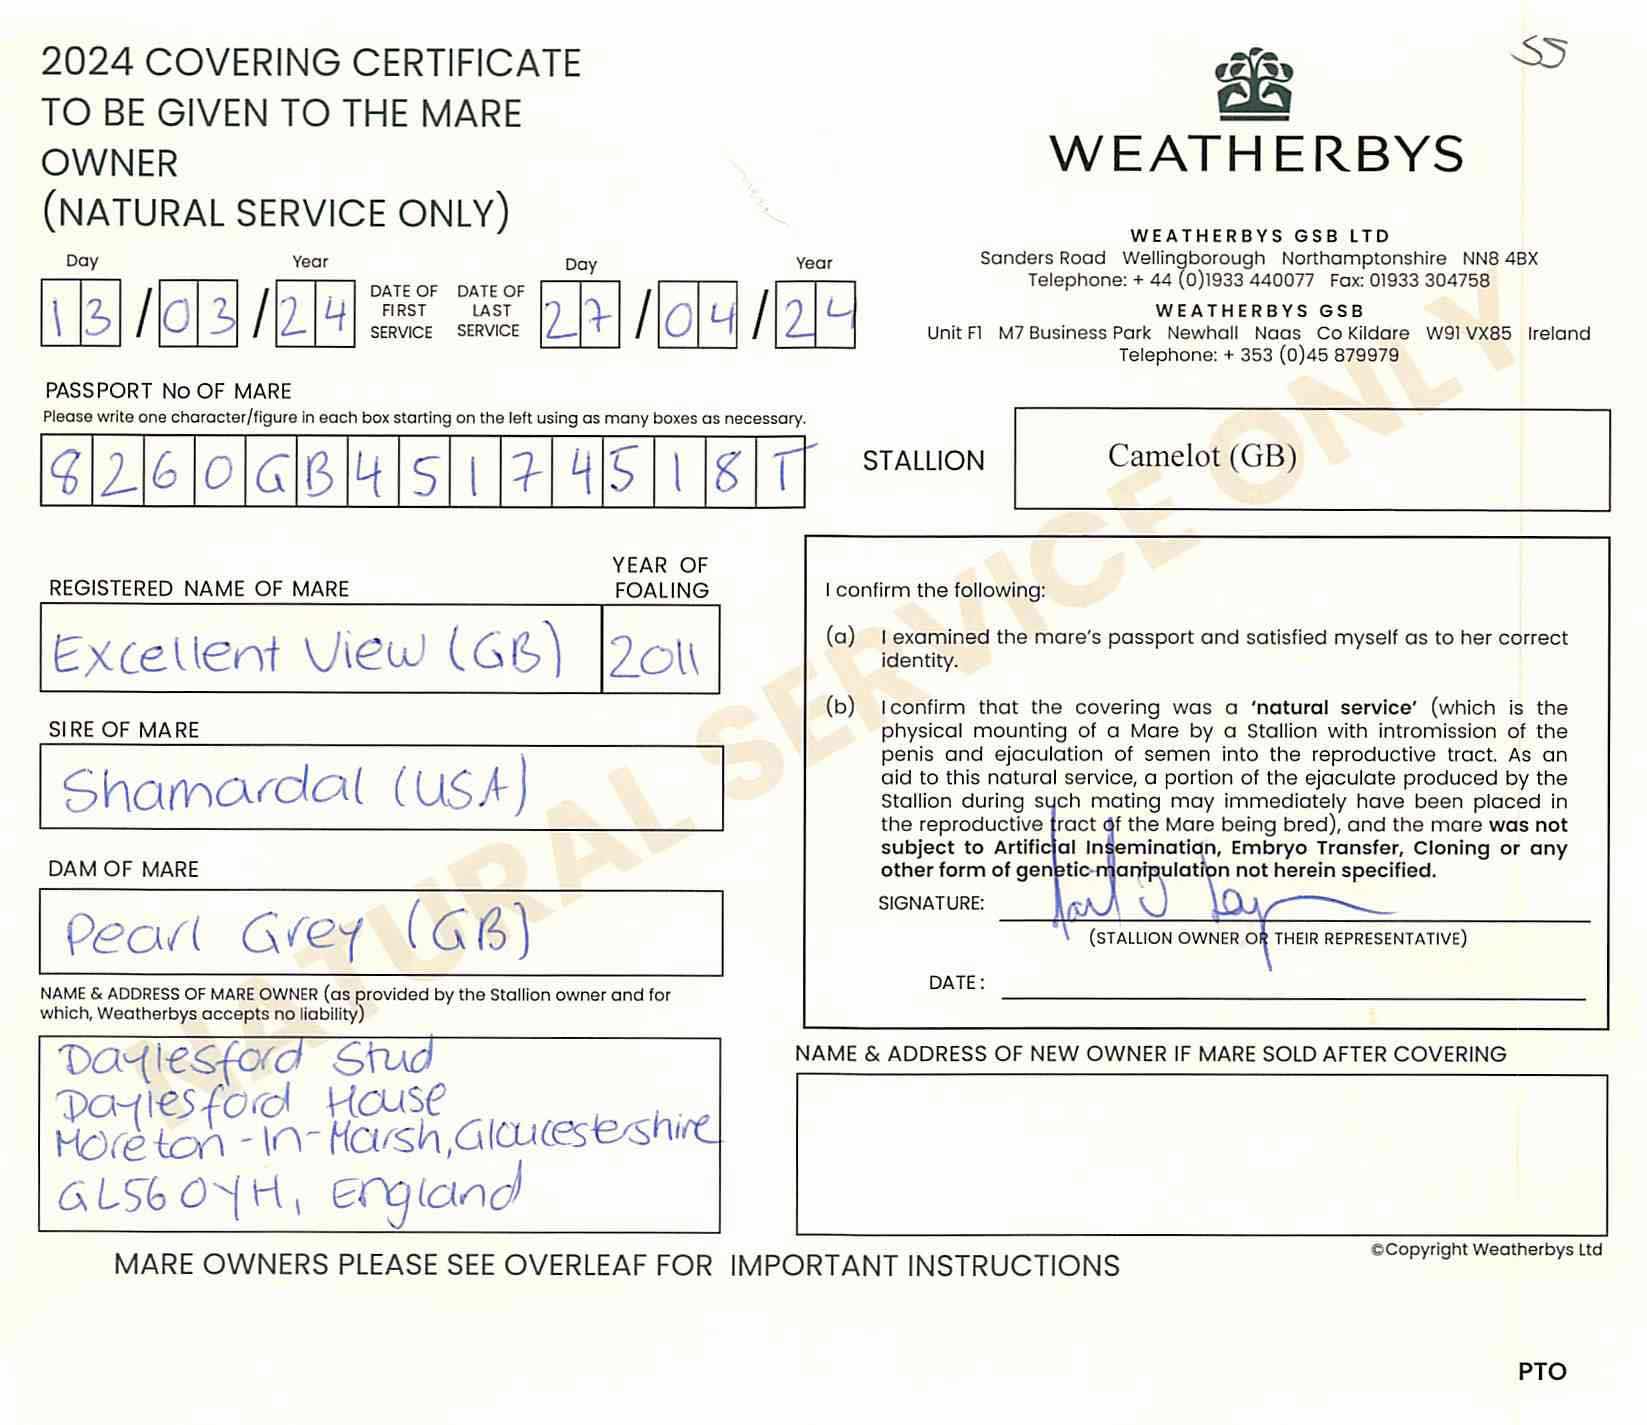 55
2024 COVERING CERTIFICATE
TO BE GIVEN TO THE MARE
OWNER
(NATURAL SERVICE ONLY)
WEATHERBYS
WEATHERBYS GSB LTD
Sanders Road Wellingborough Northamptonshire NN8 4BX
Telephone: + 44 (0)1933 440077 Fax: 01933 304758
WEATHERBYS GSB
Unit F1 M7 Business Park Newhall Naas Co Kildare W91 VX85 Ireland
Telephone: + 353 (0)45 879979
Day Year Day Year
13/03/24 DATE OF FIRST SERVICE DATE OF LAST SERVICE 27/04/24
PASSPORT No OF MARE
Please write one character/figure in each box starting on the left using as many boxes as necessary.
8260GB45174518T
STALLION Camelot (GB)
REGISTERED NAME OF MARE YEAR OF FOALING
Excellent View (GB) 2011
SIRE OF MARE
Shamardal (USA)
DAM OF MARE
Pearl Grey (GB)
NAME & ADDRESS OF MARE OWNER (as provided by the Stallion owner and for
which, Weatherbys accepts no liability)
Daylesford Stud
Daylesford House
Moreton-In-Marsh, Gloucestershire
GL56 0YH, England
I confirm the following:
(a) I examined the mare's passport and satisfied myself as to her correct
identity.
(b) I confirm that the covering was a 'natural service' (which is the
physical mounting of a Mare by a Stallion with intromission of the
penis and ejaculation of semen into the reproductive tract. As an
aid to this natural service, a portion of the ejaculate produced by the
Stallion during such mating may immediately have been placed in
the reproductive tract of the Mare being bred), and the mare was not
subject to Artificial Insemination, Embryo Transfer, Cloning or any
other form of genetic manipulation not herein specified.
SIGNATURE:
(STALLION OWNER OR THEIR REPRESENTATIVE)
DATE:
NAME & ADDRESS OF NEW OWNER IF MARE SOLD AFTER COVERING
©Copyright Weatherbys Ltd
MARE OWNERS PLEASE SEE OVERLEAF FOR IMPORTANT INSTRUCTIONS
PTO
NATURAL SERVICE ONLY